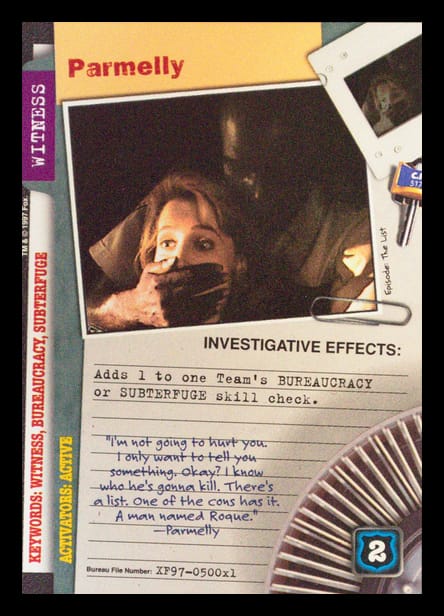 Parmelly
WITNESS
TM & © 1997 Fox.
KEYWORDS: WITNESS, BUREAUCRACY, SUBTERFUGE
ACTIVATORS: ACTIVE
Episode: The List
INVESTIGATIVE EFFECTS:
Adds 1 to one Team's BUREAUCRACY
or SUBTERFUGE skill check.
"I'm not going to hurt you.
I only want to tell you
something. Okay? I know
who he's gonna kill. There's
a list. One of the cons has it.
A man named Roque."
—Parmelly
Bureau File Number: XF97-0500x1
2